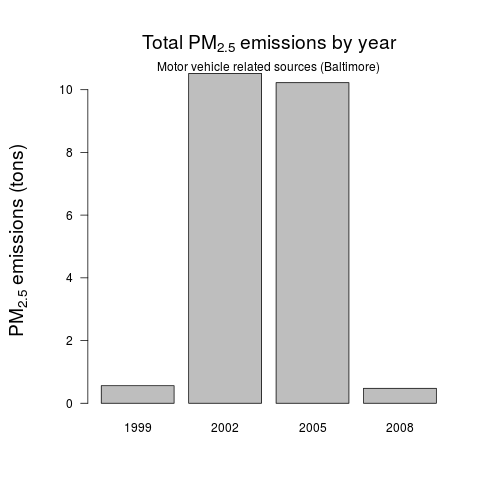 Total PM2.5 emissions by year
Motor vehicle related sources (Baltimore)
PM2.5 emissions (tons)
10
8
6
4
2
0
1999 2002 2005 2008